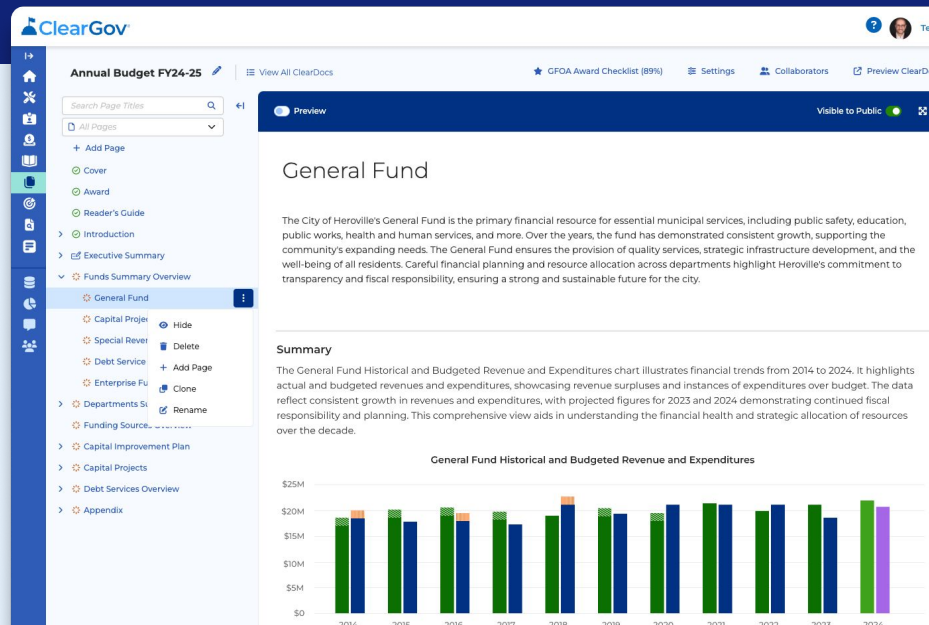 ClearGov
?
Annual Budget FY24-25
View All ClearDocs
GFOA Award Checklist (89%)
Settings
Collaborators
Preview
Search Page Titles
All Pages
+ Add Page
Cover
Award
Reader's Guide
Introduction
Executive Summary
Funds Summary Overview
General Fund
Capital
Special
Debt Service
Enterprise
Departments
Funding Sources
Capital Improvement Plan
Capital Projects
Debt Services Overview
Appendix
Hide
Delete
+ Add Page
Clone
Rename
Preview
Visible to Public
General Fund
The City of Heroville's General Fund is the primary financial resource for essential municipal services, including public safety, education,
public works, health and human services, and more. Over the years, the fund has demonstrated consistent growth, supporting the
community's expanding needs. The General Fund ensures the provision of quality services, strategic infrastructure development, and the
well-being of all residents. Careful financial planning and resource allocation across departments highlight Heroville's commitment to
transparency and fiscal responsibility, ensuring a strong and sustainable future for the city.
Summary
The General Fund Historical and Budgeted Revenue and Expenditures chart illustrates financial trends from 2014 to 2024. It highlights
actual and budgeted revenues and expenditures, showcasing revenue surpluses and instances of expenditures over budget. The data
reflect consistent growth in revenues and expenditures, with projected figures for 2023 and 2024 demonstrating continued fiscal
responsibility and planning. This comprehensive view aids in understanding the financial health and strategic allocation of resources
over the decade.
General Fund Historical and Budgeted Revenue and Expenditures
$25M
$20M
$15M
$10M
$5M
$0
2014 2015 2016 2017 2018 2019 2020 2021 2022 2023 2024